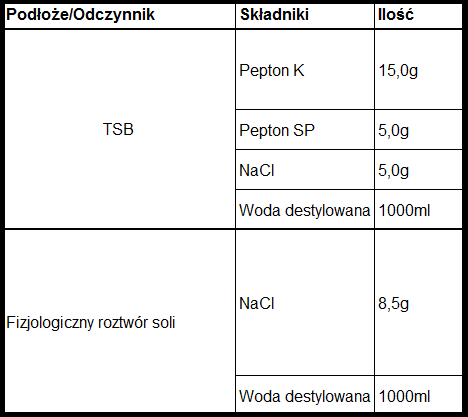 Podłoże/Odczynnik Składniki Ilość
TSB
Pepton K 15,0g
Pepton SP 5,0g
NaCl 5,0g
Woda destylowana 1000ml
Fizjologiczny roztwór soli
NaCl 8,5g
Woda destylowana 1000ml